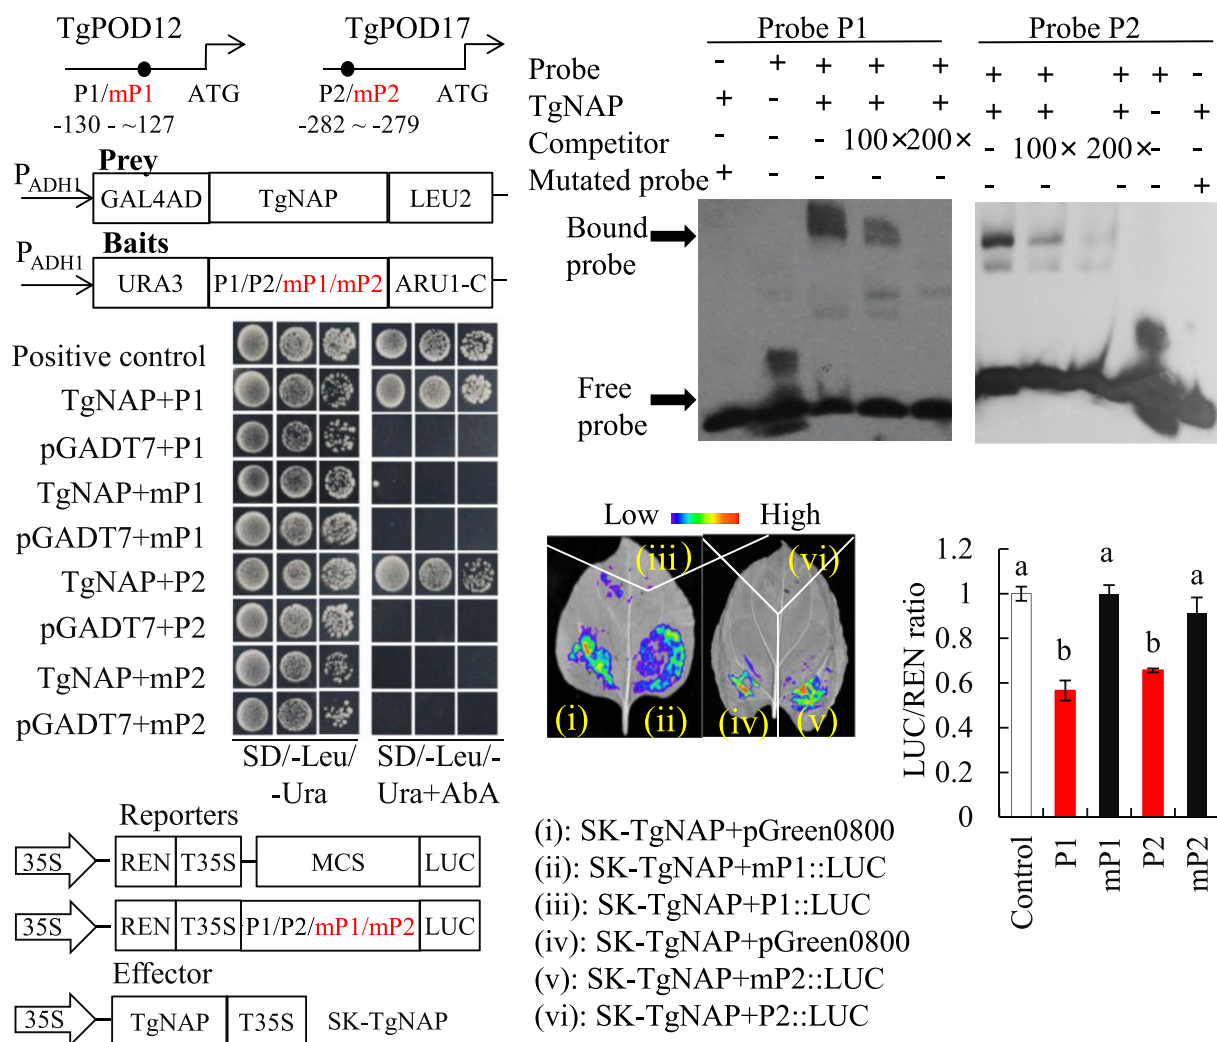 TgPOD12
P1/mP1 ATG
-130 - ~127
TgPOD17
P2/mP2 ATG
-282 ~ -279
Prey
PADH1
GAL4AD TgNAP LEU2
Baits
PADH1
URA3 P1/P2/mP1/mP2 ARU1-C
Positive control
TgNAP+P1
pGADT7+P1
TgNAP+mP1
pGADT7+mP1
TgNAP+P2
pGADT7+P2
TgNAP+mP2
pGADT7+mP2
SD/-Leu/
-Ura
SD/-Leu/-
Ura+AbA
Reporters
35S REN T35S MCS LUC
35S REN T35S P1/P2/mP1/mP2 LUC
Effector
35S TgNAP T35S SK-TgNAP
Probe P1 Probe P2
Probe - + + + + + + + + -
TgNAP + - + + + + + + - +
Competitor - - - 100× 200× - 100× 200× - -
Mutated probe + - - - - - - - - +
Bound
probe
Free
probe
Low High
(iii) (vi)
(i) (ii) (iv) (v)
(i): SK-TgNAP+pGreen0800
(ii): SK-TgNAP+mP1::LUC
(iii): SK-TgNAP+P1::LUC
(iv): SK-TgNAP+pGreen0800
(v): SK-TgNAP+mP2::LUC
(vi): SK-TgNAP+P2::LUC
LUC/REN ratio
1.2
1
0.8
0.6
0.4
0.2
0
a b a b a
Control P1 mP1 P2 mP2